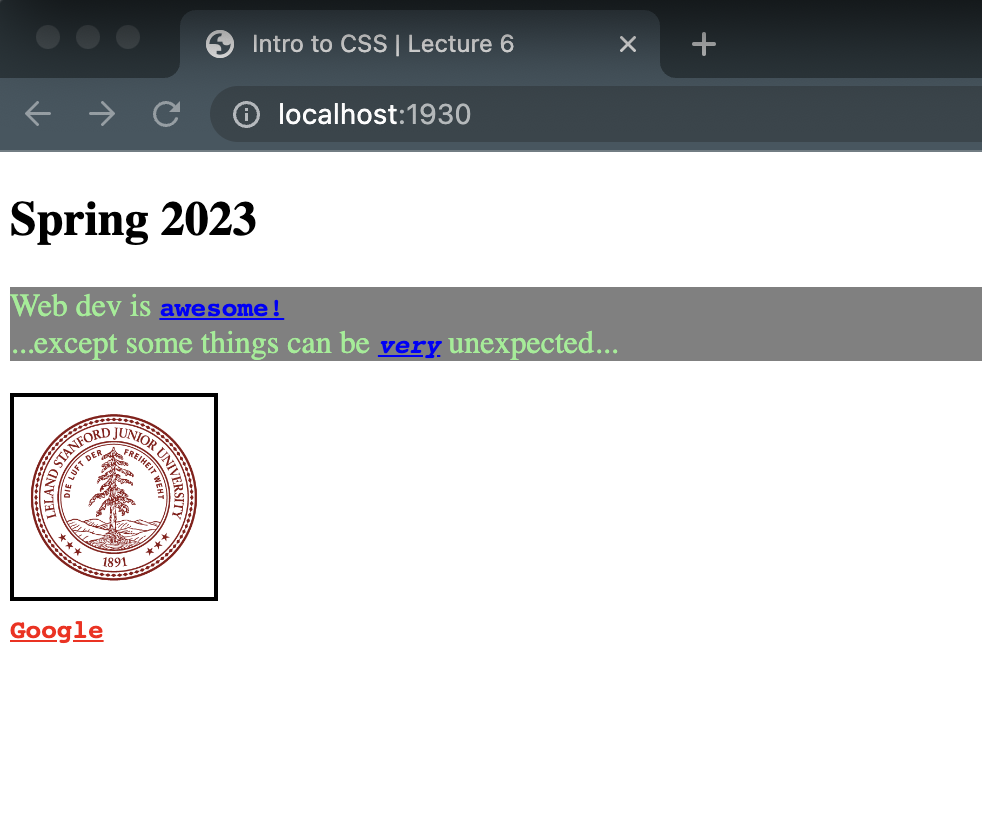 Intro to CSS | Lecture 6
localhost:1930
Spring 2023
Web dev is awesome!
...except some things can be very unexpected...
LELAND STANFORD JUNIOR UNIVERSITY
DIE LUFT DER FREIHEIT WEHT
1891
Google